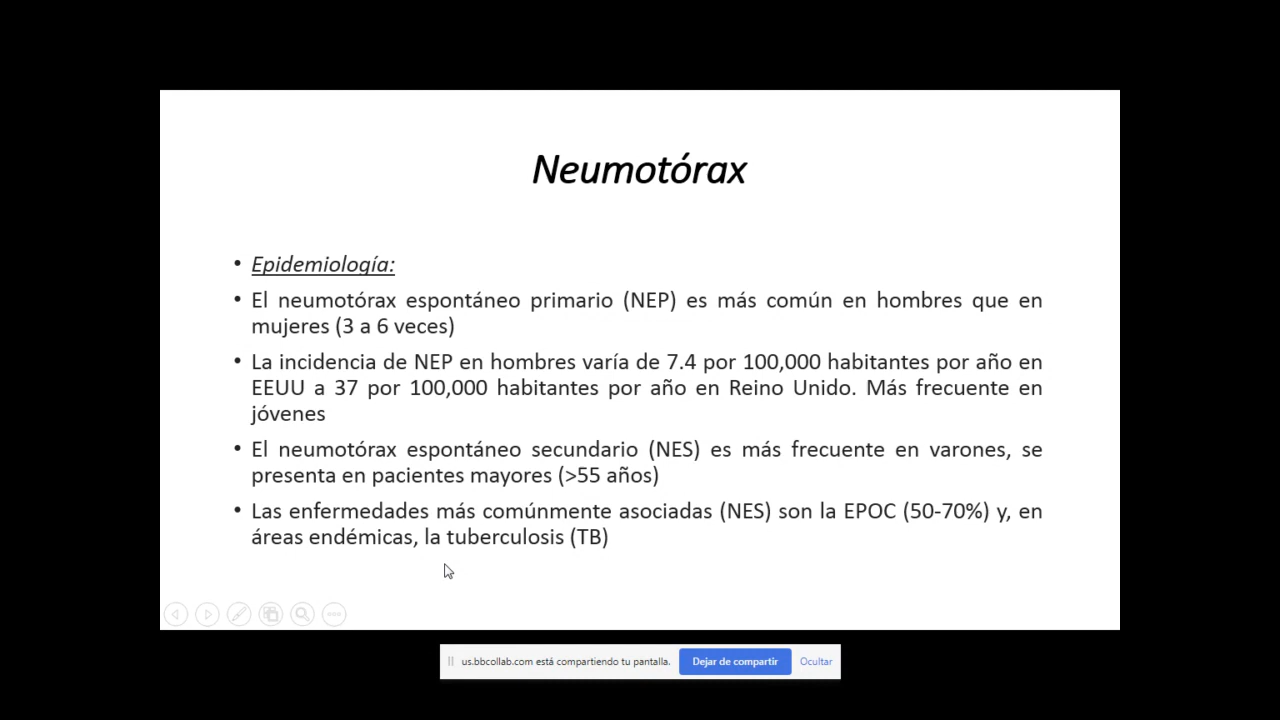 Neumotórax
• Epidemiología:
• El neumotórax espontáneo primario (NEP) es más común en hombres que en
mujeres (3 a 6 veces)
• La incidencia de NEP en hombres varía de 7.4 por 100,000 habitantes por año en
EEUU a 37 por 100,000 habitantes por año en Reino Unido. Más frecuente en
jóvenes
• El neumotórax espontáneo secundario (NES) es más frecuente en varones, se
presenta en pacientes mayores (>55 años)
• Las enfermedades más comúnmente asociadas (NES) son la EPOC (50-70%) y, en
áreas endémicas, la tuberculosis (TB)
us.bbcollab.com está compartiendo tu pantalla. Dejar de compartir Ocultar